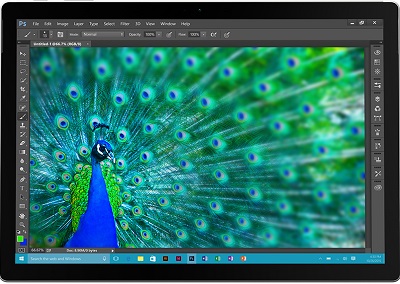 Ps File Edit Image Layer Type Select Filter 3D View Window Help
Mode: Normal Opacity: 100% Flow: 100%
Untitled-1 @ 66.7% (RGB/8)
66.67%
Search the web and Windows